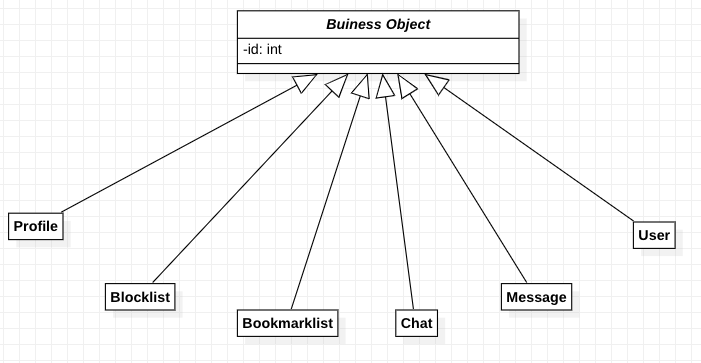 Buiness Object
-id: int
Profile
User
Blocklist
Message
Bookmarklist
Chat